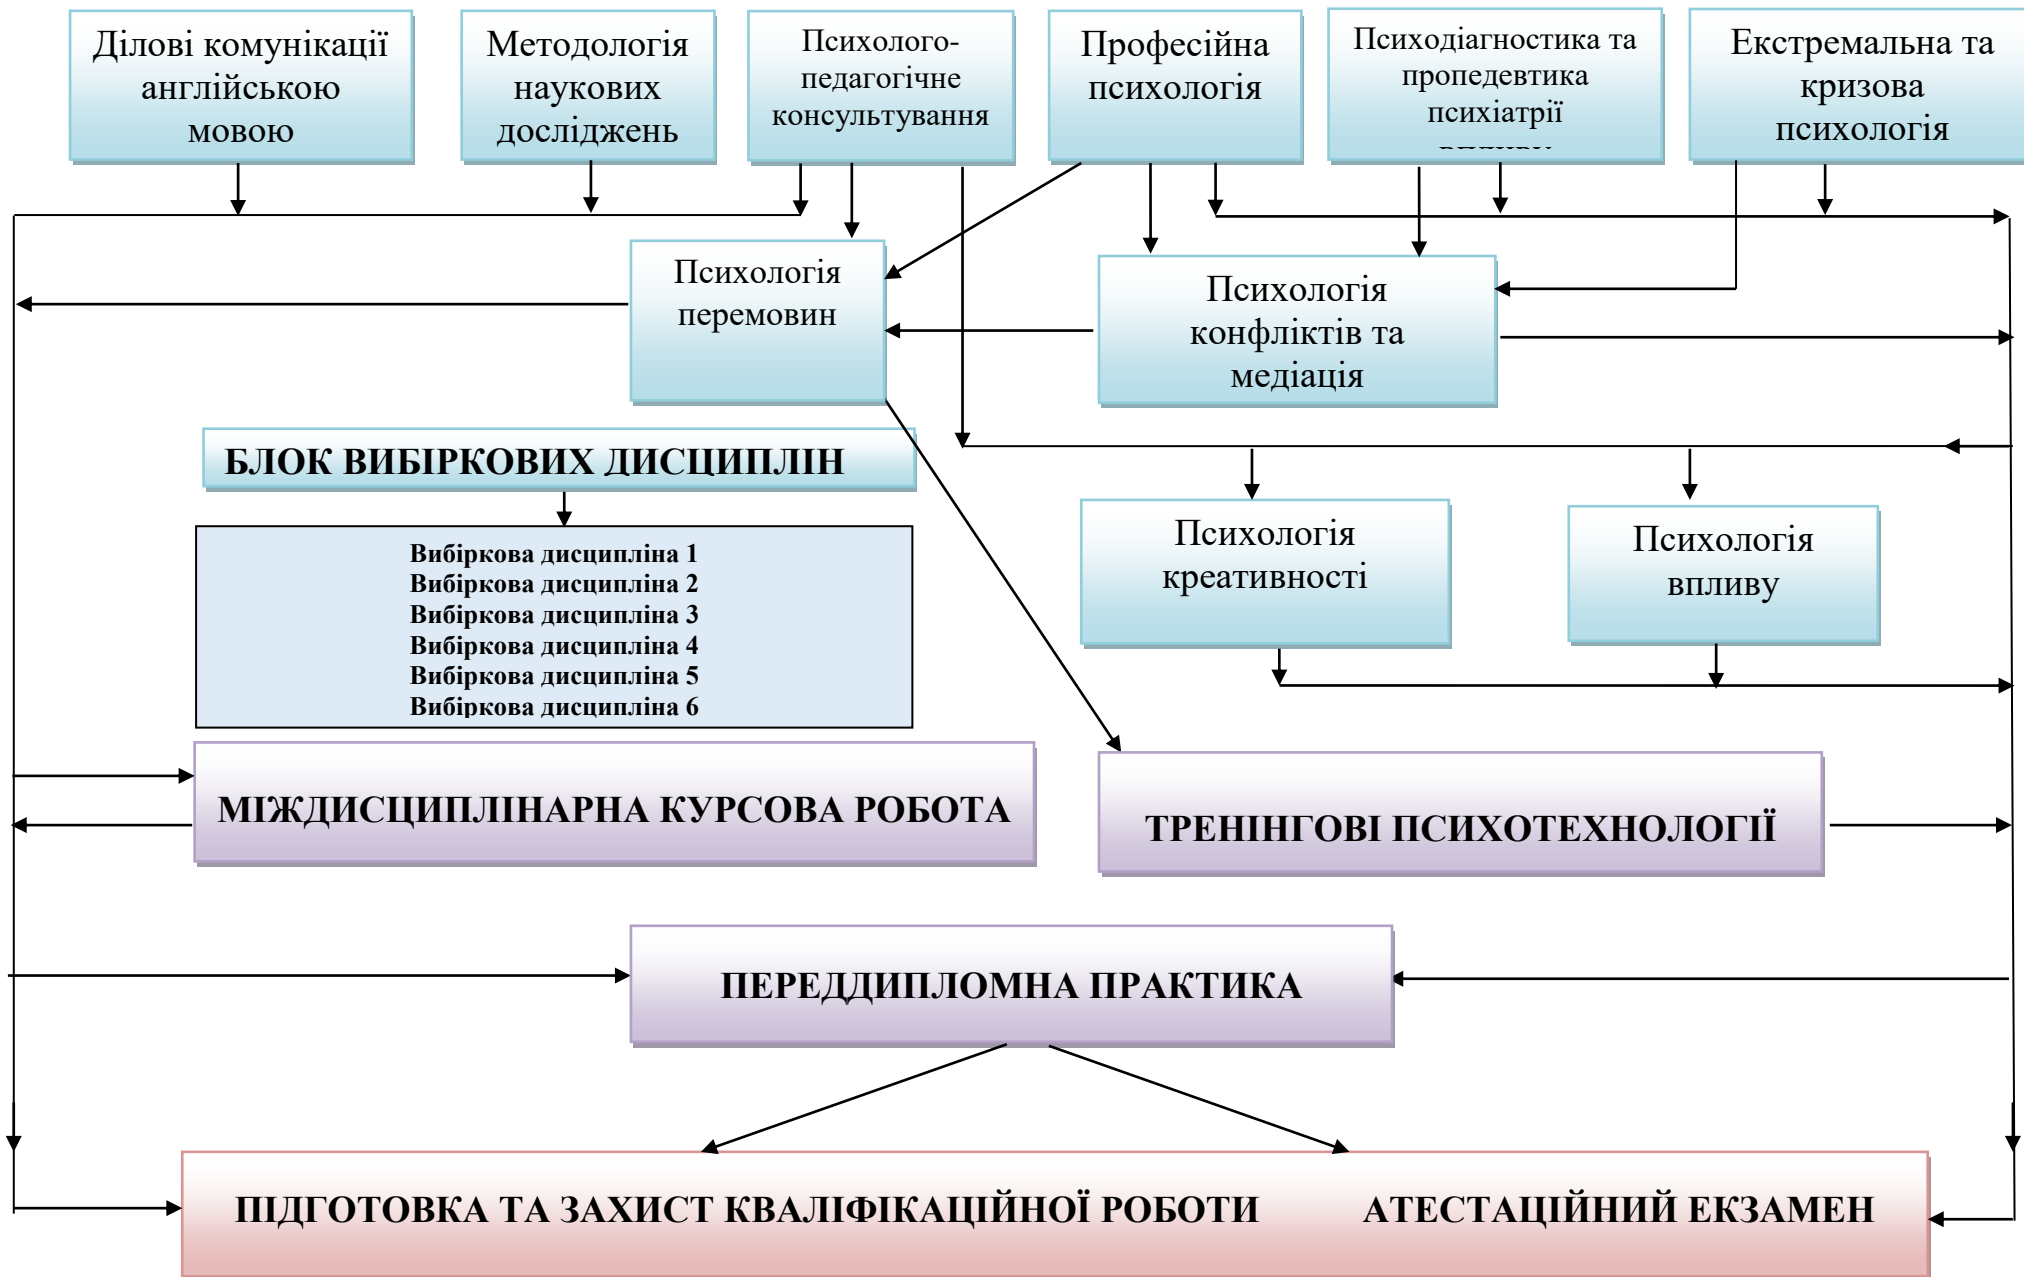 Ділові комунікації
англійською
мовою
Методологія
наукових
досліджень
Психолого-
педагогічне
консультування
Професійна
психологія
Психодіагностика та
пропедевтика
психіатрії
впливу
Екстремальна та
кризова
психологія
Психологія
перемовин
Психологія
конфліктів та
медіація
БЛОК ВИБІРКОВИХ ДИСЦИПЛІН
Вибіркова дисципліна 1
Вибіркова дисципліна 2
Вибіркова дисципліна 3
Вибіркова дисципліна 4
Вибіркова дисципліна 5
Вибіркова дисципліна 6
Психологія
креативності
Психологія
впливу
МІЖДИСЦИПЛІНАРНА КУРСОВА РОБОТА
ТРЕНІНГОВІ ПСИХОТЕХНОЛОГІЇ
ПЕРЕДДИПЛОМНА ПРАКТИКА
ПІДГОТОВКА ТА ЗАХИСТ КВАЛІФІКАЦІЙНОЇ РОБОТИ АТЕСТАЦІЙНИЙ ЕКЗАМЕН